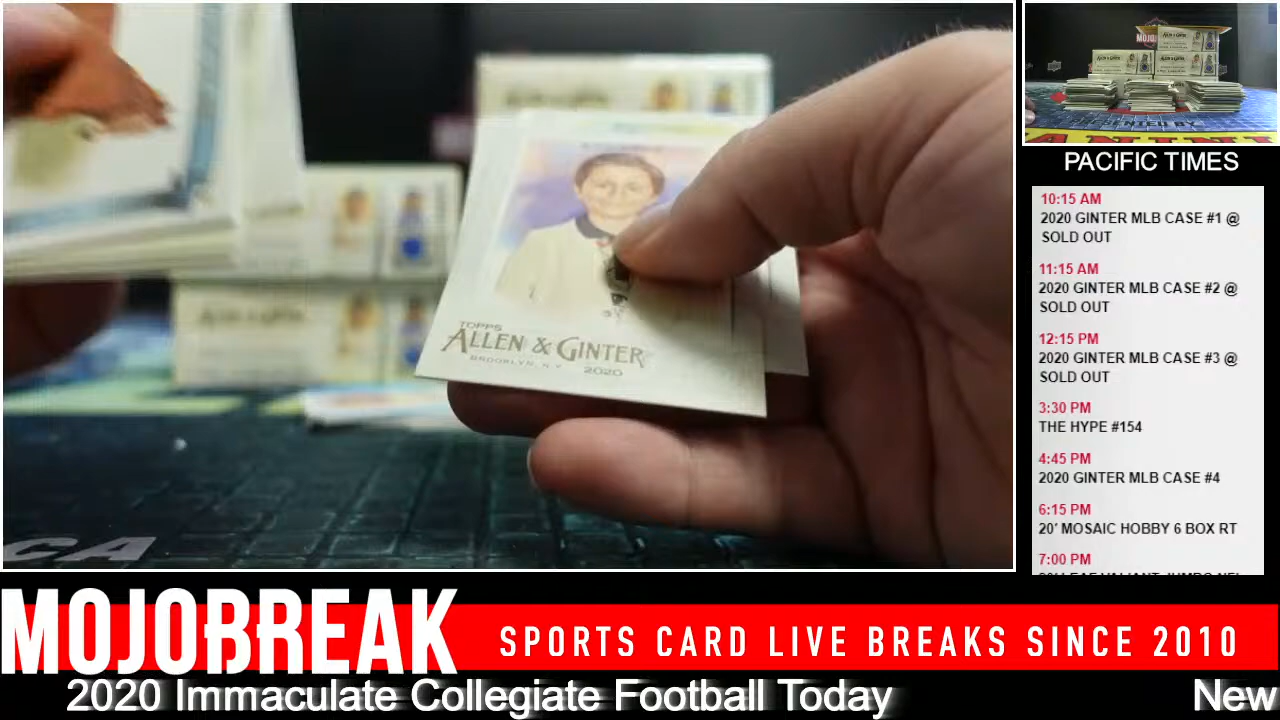 TOPPS
ALLEN & GINTER
BROOKLYN, N.Y.
2020
CA
PRESENTED BY
PACIFIC TIMES
10:15 AM
2020 GINTER MLB CASE #1 @
SOLD OUT
11:15 AM
2020 GINTER MLB CASE #2 @
SOLD OUT
12:15 PM
2020 GINTER MLB CASE #3 @
SOLD OUT
3:30 PM
THE HYPE #154
4:45 PM
2020 GINTER MLB CASE #4
6:15 PM
20' MOSAIC HOBBY 6 BOX RT
7:00 PM
MOJOBREAK
SPORTS CARD LIVE BREAKS SINCE 2010
2020 Immaculate Collegiate Football Today
New